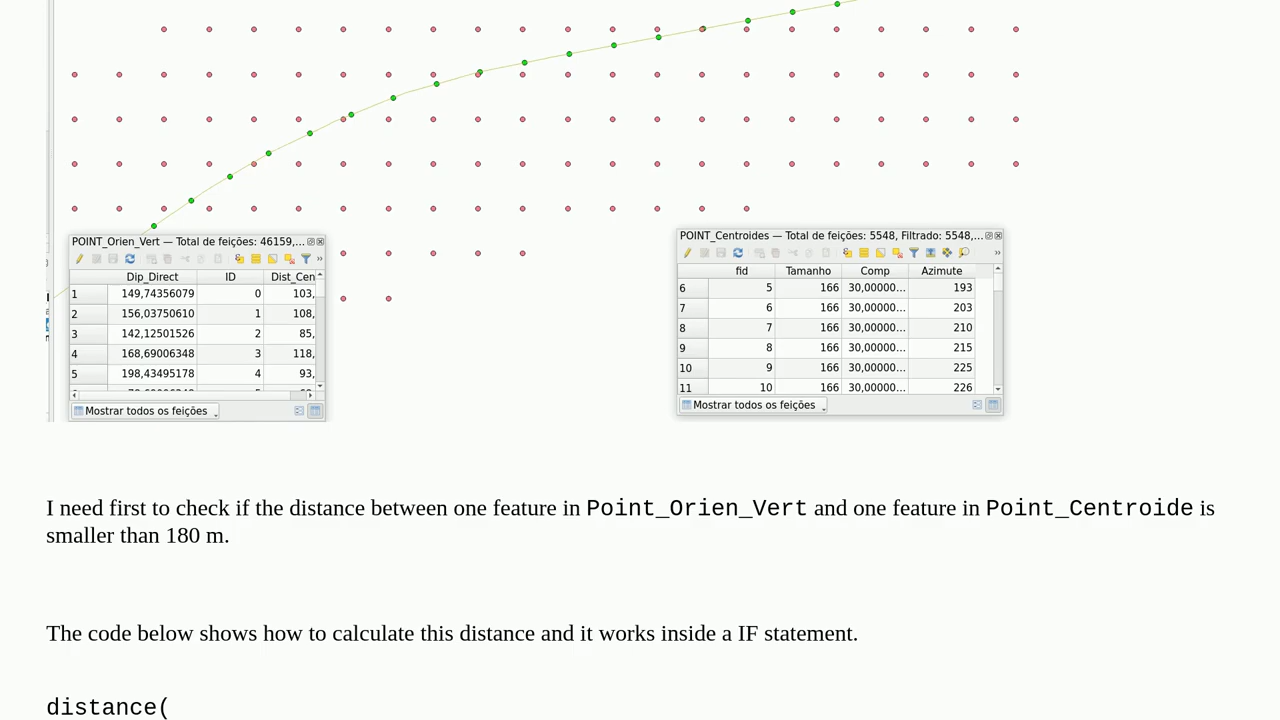 POINT_Orien_Vert — Total de feições: 46159,...
Dip_Direct ID Dist_Cen
1 149,74356079 0 103,
2 156,03750610 1 108,
3 142,12501526 2 85,
4 168,69006348 3 118,
5 198,43495178 4 93,
Mostrar todos os feições
POINT_Centroides — Total de feições: 5548, Filtrado: 5548,...
fid Tamanho Comp Azimute
6 5 166 30,00000... 193
7 6 166 30,00000... 203
8 7 166 30,00000... 210
9 8 166 30,00000... 215
10 9 166 30,00000... 225
11 10 166 30,00000... 226
Mostrar todos os feições
I need first to check if the distance between one feature in Point_Orien_Vert and one feature in Point_Centroide is
smaller than 180 m.
The code below shows how to calculate this distance and it works inside a IF statement.
distance(